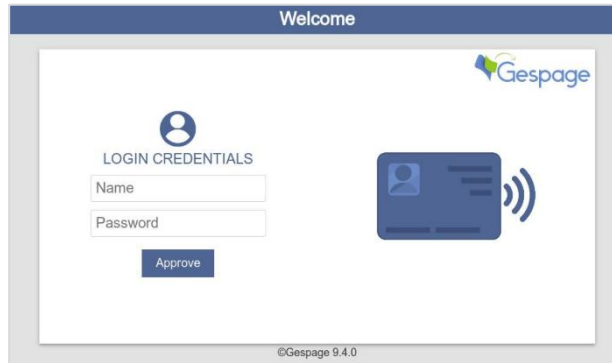 Welcome
Gespage
LOGIN CREDENTIALS
Name
Password
Approve
©Gespage 9.4.0